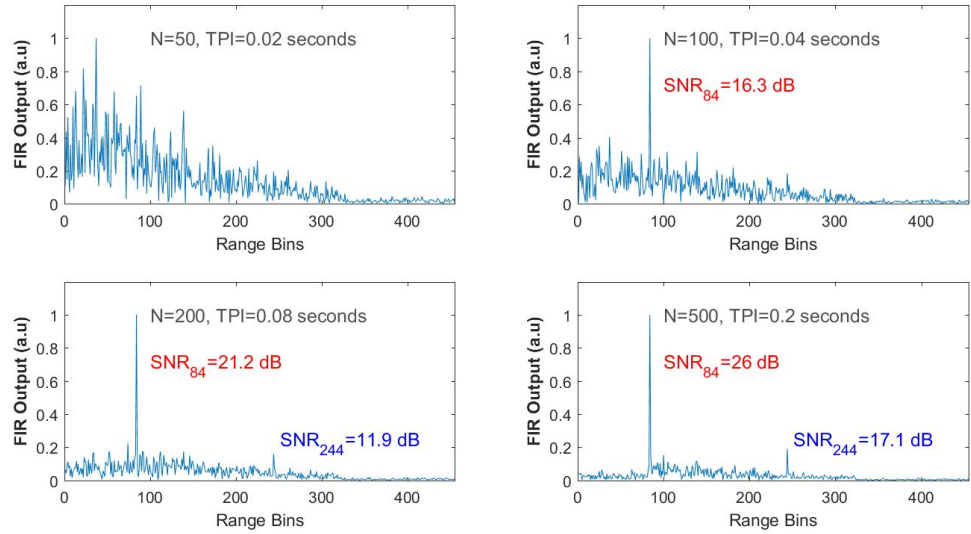 N=50, TPI=0.02 seconds
FIR Output (a.u)
1
0.8
0.6
0.4
0.2
0
0 100 200 300 400
Range Bins
N=100, TPI=0.04 seconds
SNR84=16.3 dB
FIR Output (a.u)
1
0.8
0.6
0.4
0.2
0
0 100 200 300 400
Range Bins
N=200, TPI=0.08 seconds
SNR84=21.2 dB
SNR244=11.9 dB
FIR Output (a.u)
1
0.8
0.6
0.4
0.2
0
0 100 200 300 400
Range Bins
N=500, TPI=0.2 seconds
SNR84=26 dB
SNR244=17.1 dB
FIR Output (a.u)
1
0.8
0.6
0.4
0.2
0
0 100 200 300 400
Range Bins